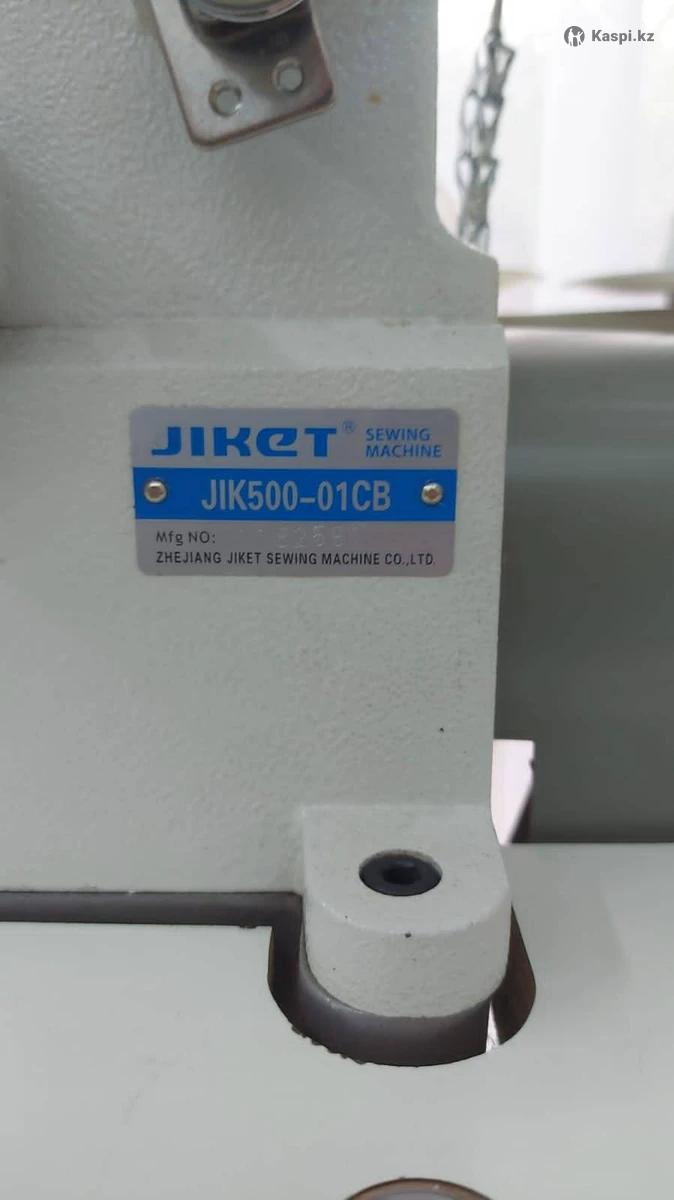 Kaspi.kz
JIKET® SEWING MACHINE
JIK500-01CB
Mfg NO:
ZHEJIANG JIKET SEWING MACHINE CO.,LTD.